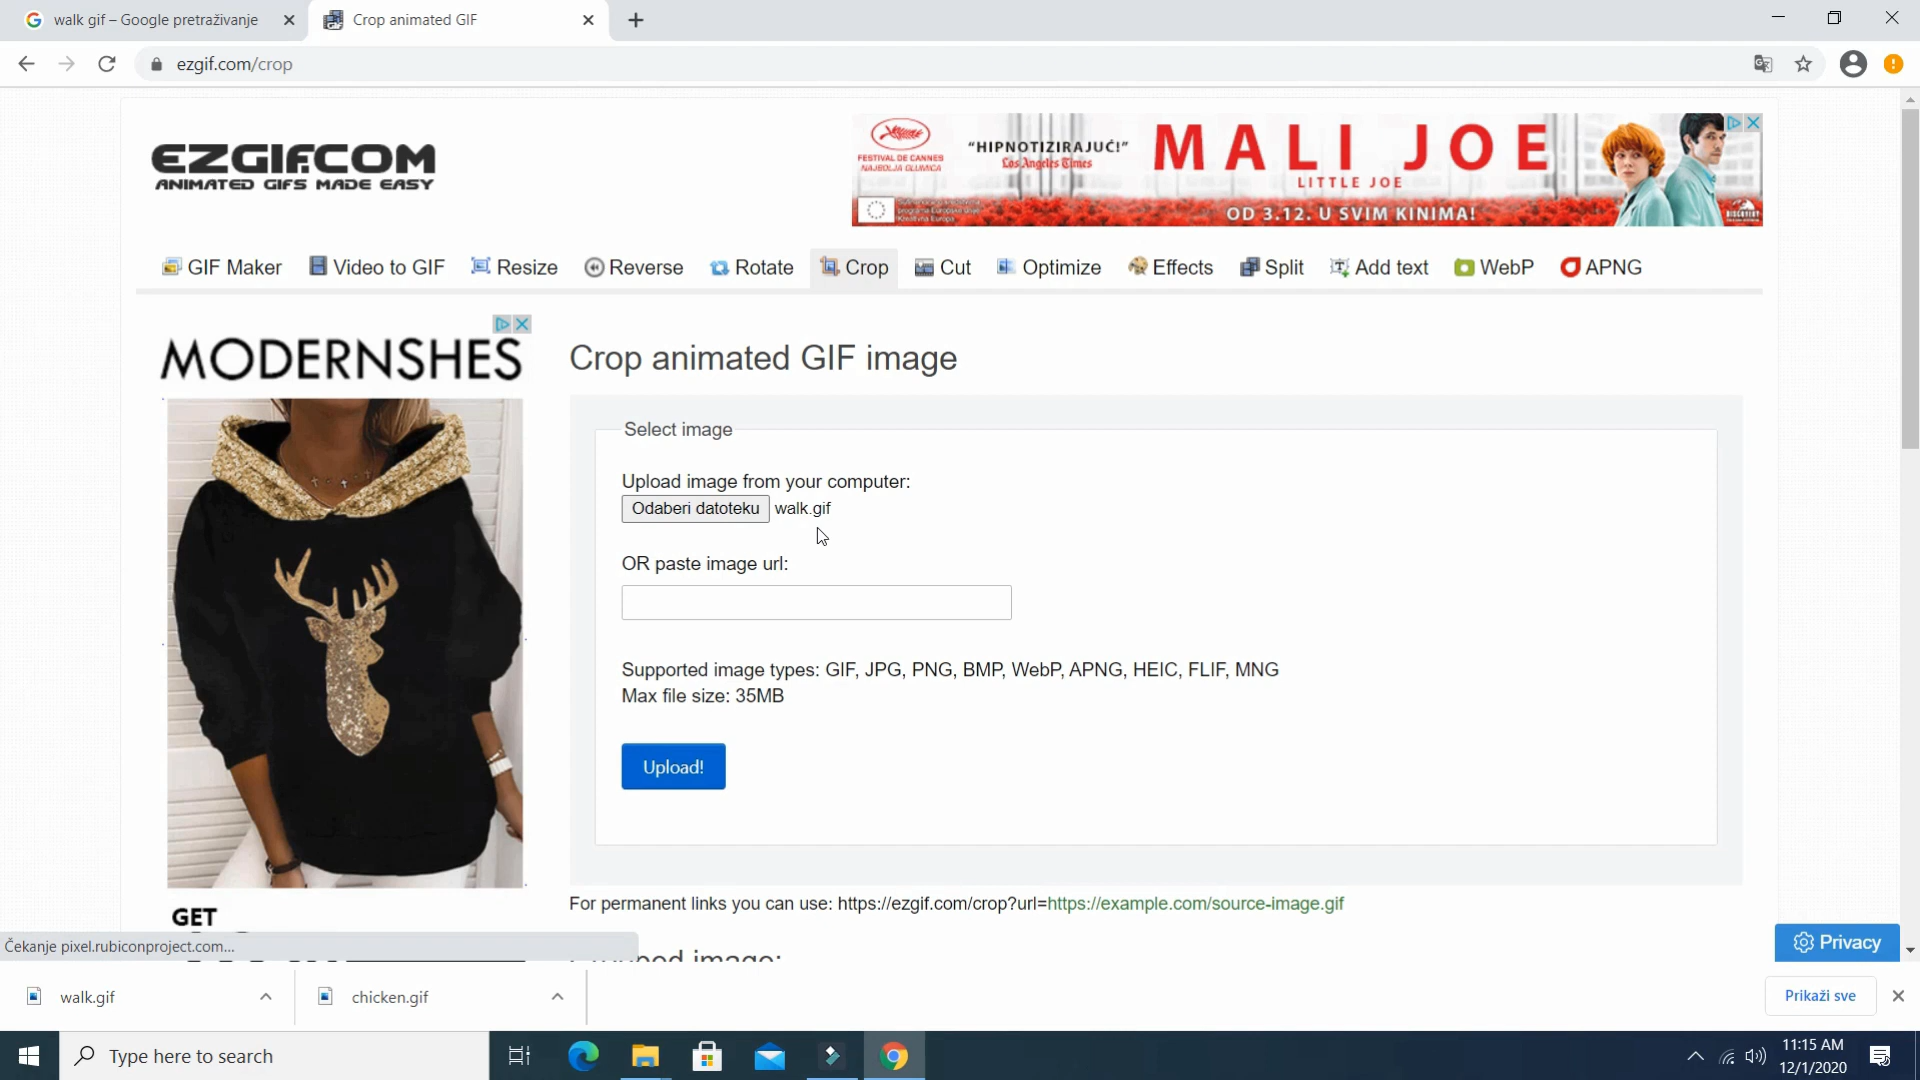 walk gif – Google pretraživanje
Crop animated GIF
ezgif.com/crop
EZGIF.COM
ANIMATED GIFS MADE EASY
FESTIVAL DE CANNES
NAJBOLJA GLUMICA
“HIPNOTIZIRAJUĆ!”
Los Angeles Times
MALI JOE
LITTLE JOE
OD 3.12. U SVIM KINIMA!
GIF Maker
Video to GIF
Resize
Reverse
Rotate
Crop
Cut
Optimize
Effects
Split
Add text
WebP
APNG
MODERNSHES
GET
Crop animated GIF image
Select image
Upload image from your computer:
Odaberi datoteku walk.gif
OR paste image url:
Supported image types: GIF, JPG, PNG, BMP, WebP, APNG, HEIC, FLIF, MNG
Max file size: 35MB
Upload!
For permanent links you can use: https://ezgif.com/crop?url=https://example.com/source-image.gif
Privacy
Čekanje pixel.rubiconproject.com...
walk.gif
chicken.gif
Prikaži sve
Type here to search
11:15 AM
12/1/2020